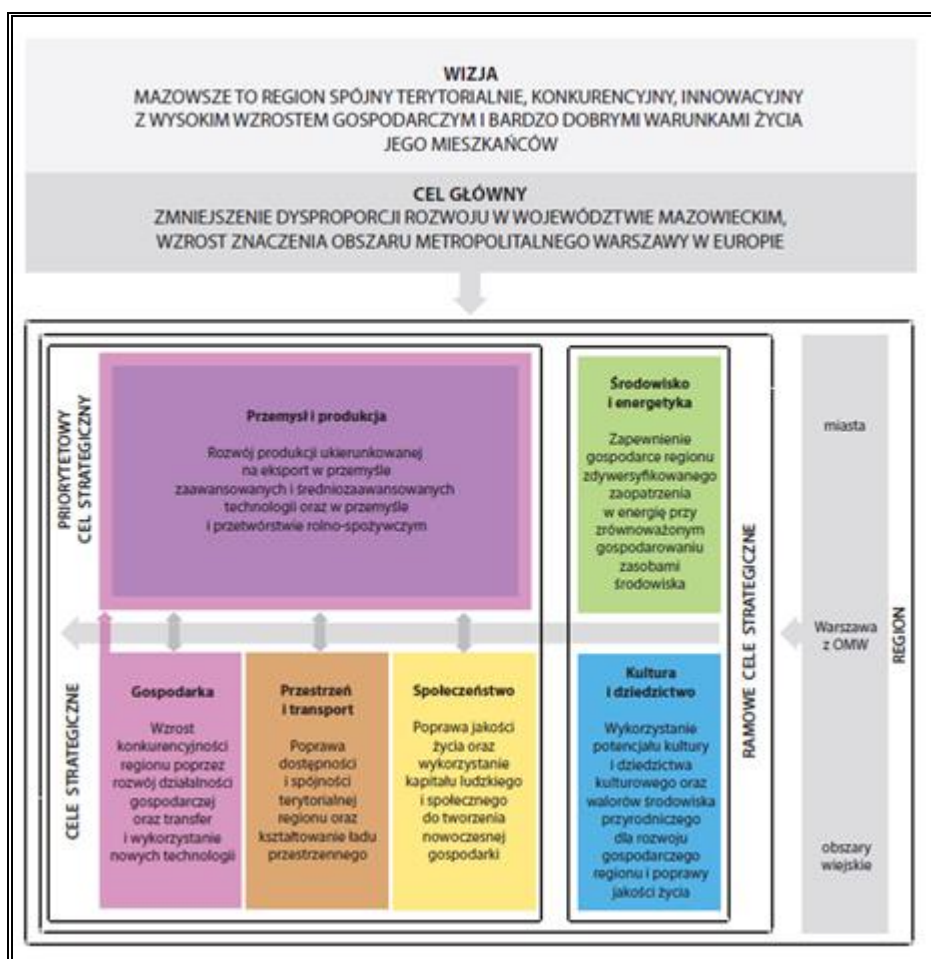 WIZJA
MAZOWSZE TO REGION SPÓJNY TERYTORIALNIE, KONKURENCYJNY, INNOWACYJNY
Z WYSOKIM WZROSTEM GOSPODARCZYM I BARDZO DOBRYMI WARUNKAMI ŻYCIA
JEGO MIESZKAŃCÓW
CEL GŁÓWNY
ZMNIEJSZENIE DYSPROPORCJI ROZWOJU W WOJEWÓDZTWIE MAZOWIECKIM,
WZROST ZNACZENIA OBSZARU METROPOLITALNEGO WARSZAWY W EUROPIE
PRIORYTETOWY
CEL STRATEGICZNY
Przemysł i produkcja
Rozwój produkcji ukierunkowanej
na eksport w przemyśle
zaawansowanych i średniozaawansowanych
technologii oraz w przemyśle
i przetwórstwie rolno-spożywczym
Środowisko
i energetyka
Zapewnienie
gospodarce regionu
zdywersyfikowanego
zaopatrzenia
w energię przy
zrównoważonym
gospodarowaniu
zasobami
środowiska
CELE STRATEGICZNE
Gospodarka
Wzrost
konkurencyjności
regionu poprzez
rozwój działalności
gospodarczej
oraz transfer
i wykorzystanie
nowych technologii
Przestrzeń
i transport
Poprawa
dostępności
i spójności
terytorialnej
regionu oraz
kształtowanie ładu
przestrzennego
Społeczeństwo
Poprawa jakości
życia oraz
wykorzystanie
kapitału ludzkiego
i społecznego
do tworzenia
nowoczesnej
gospodarki
Kultura
i dziedzictwo
Wykorzystanie
potencjału kultury
i dziedzictwa
kulturowego oraz
walorów środowiska
przyrodniczego
dla rozwoju
gospodarczego
regionu i poprawy
jakości życia
RAMOWE CELE STRATEGICZNE
miasta
Warszawa
z OMW
obszary
wiejskie
REGION